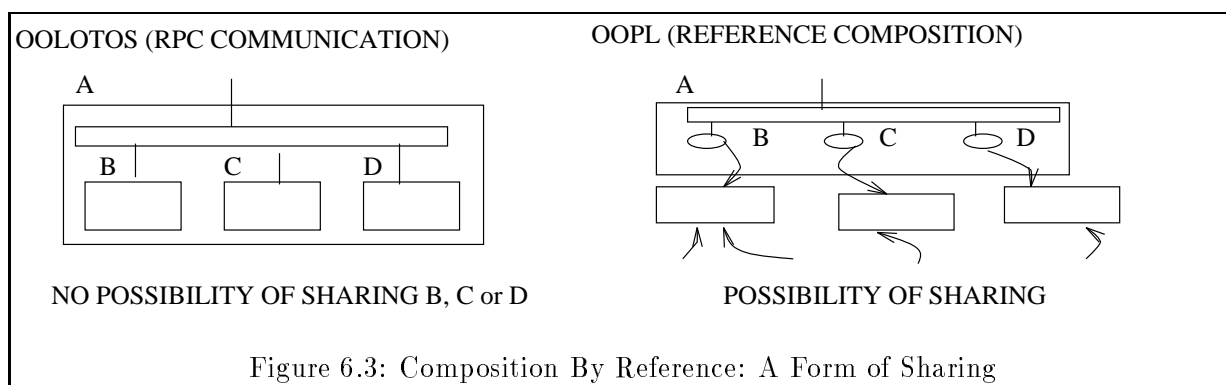 OOLOTOS (RPC COMMUNICATION)
A
B
C
D
NO POSSIBILITY OF SHARING B, C or D
OOPL (REFERENCE COMPOSITION)
A
B
C
D
POSSIBILITY OF SHARING
Figure 6.3: Composition By Reference: A Form of Sharing